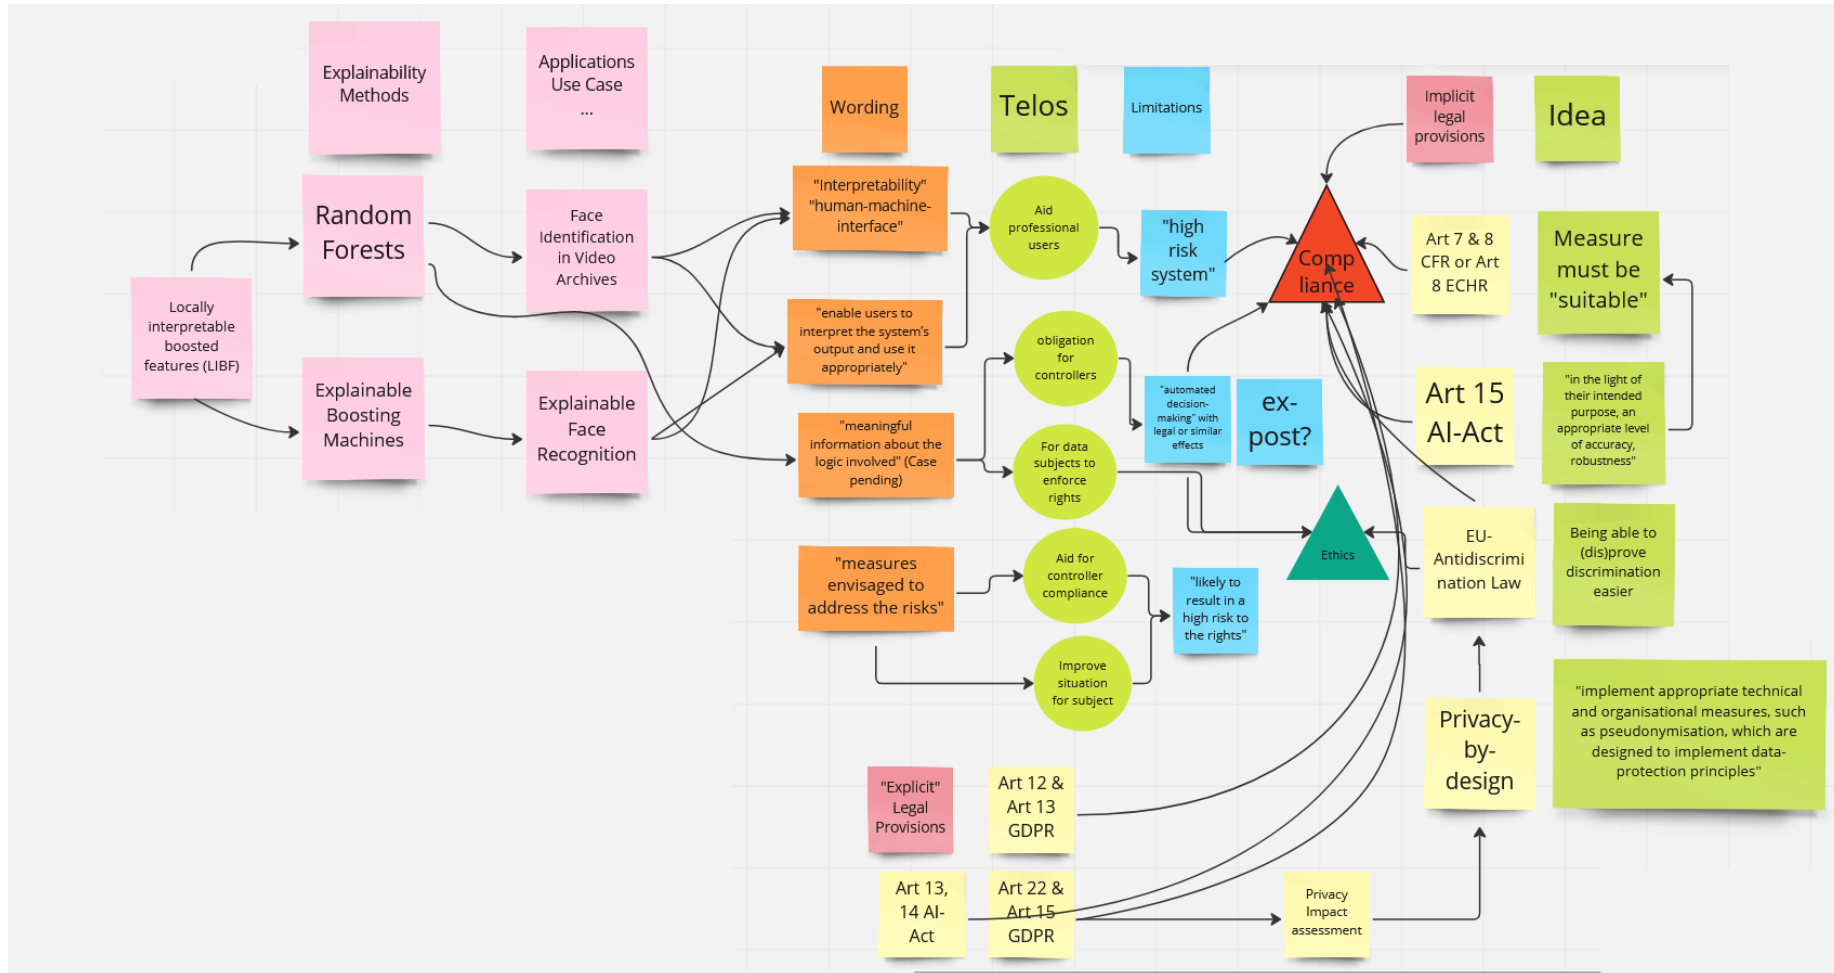 Explainability
Methods
Applications
Use Case
...
Wording
Telos
Limitations
Implicit
legal
provisions
Idea
Locally
interpretable
boosted
features (LIBF)
Random
Forests
Explainable
Boosting
Machines
Face
Identification
in Video
Archives
Explainable
Face
Recognition
"Interpretability"
"human-machine-
interface"
"enable users to
interpret the system's
output and use it
appropriately"
"meaningful
information about the
logic involved" (Case
pending)
"measures
envisaged to
address the risks"
Aid
professional
users
obligation
for
controllers
For data
subjects to
enforce
rights
Aid for
controller
compliance
Improve
situation
for subject
"high
risk
system"
"automated
decision-
making" with
legal or similar
effects
ex-
post?
"likely to
result in a
high risk to
the rights"
Comp
liance
Ethics
Art 7 & 8
CFR or Art
8 ECHR
Measure
must be
"suitable"
Art 15
AI-Act
"in the light of
their intended
purpose, an
appropriate level
of accuracy,
robustness"
EU-
Antidiscrimi
nation Law
Being able to
(dis)prove
discrimination
easier
Privacy-
by-
design
"implement appropriate technical
and organisational measures, such
as pseudonymisation, which are
designed to implement data-
protection principles"
"Explicit"
Legal
Provisions
Art 12 &
Art 13
GDPR
Art 13,
14 AI-
Act
Art 22 &
Art 15
GDPR
Privacy
Impact
assessment